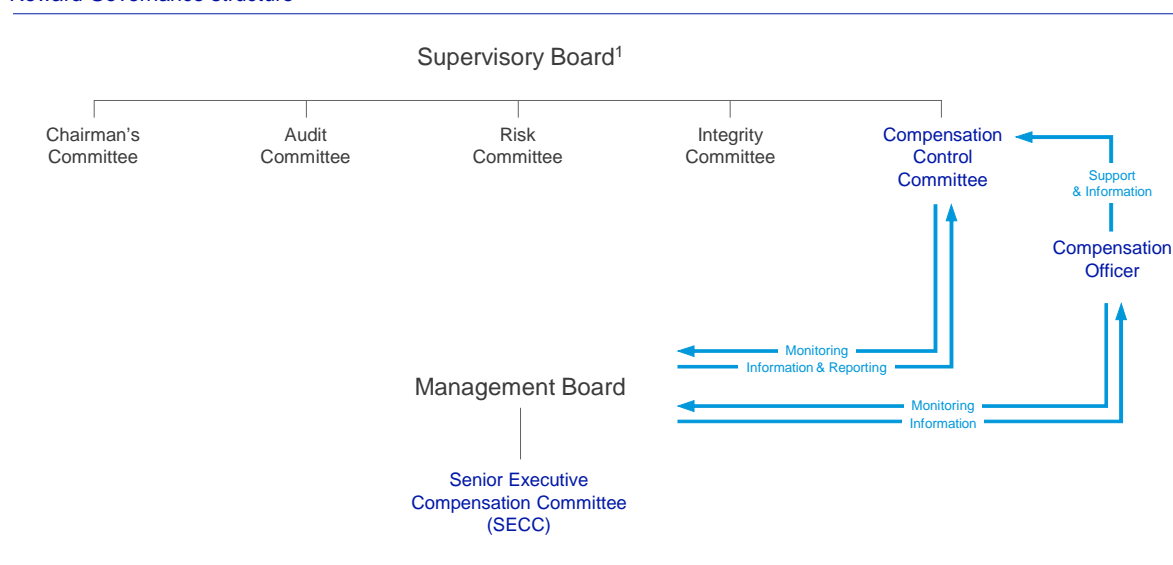 Supervisory Board1
Chairman's
Committee
Audit
Committee
Risk
Committee
Integrity
Committee
Compensation
Control
Committee
Support
& Information
Compensation
Officer
Monitoring
Information & Reporting
Management Board
Monitoring
Information
Senior Executive
Compensation Committee
(SECC)